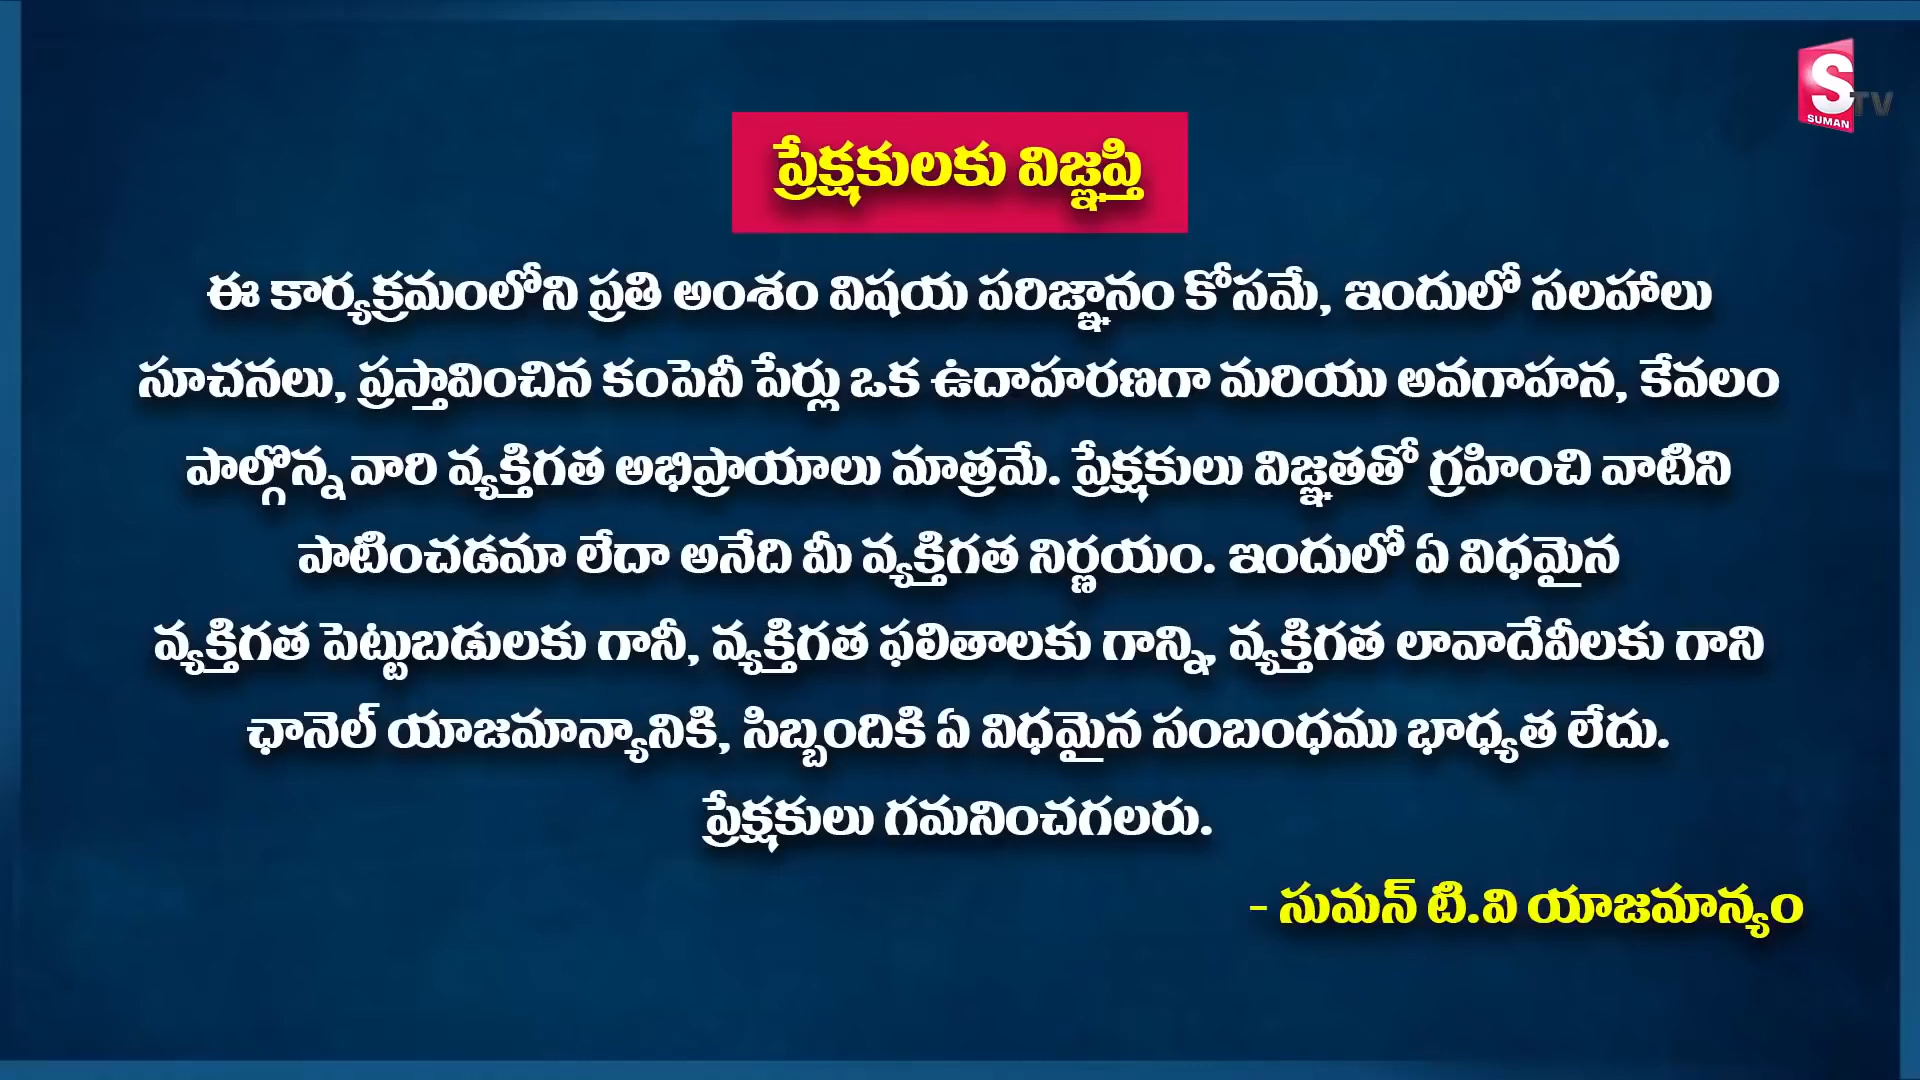 S
TV
SUMAN
ప్రేక్షకులకు విజ్ఞప్తి
ఈ కార్యక్రమంలోని ప్రతి అంశం విషయ పరిజ్ఞానం కోసమే, ఇందులో సలహాలు
సూచనలు, ప్రస్తావించిన కంపెనీ పేర్లు ఒక ఉదాహరణగా మరియు అవగాహన, కేవలం
పాల్గొన్న వారి వ్యక్తిగత అభిప్రాయాలు మాత్రమే. ప్రేక్షకులు విజ్ఞతతో గ్రహించి వాటిని
పాటించడమా లేదా అనేది మీ వ్యక్తిగత నిర్ణయం. ఇందులో ఏ విధమైన
వ్యక్తిగత పెట్టుబడులకు గానీ, వ్యక్తిగత ఫలితాలకు గాన్ని, వ్యక్తిగత లావాదేవీలకు గాని
ఛానెల్ యాజమాన్యానికి, సిబ్బందికి ఏ విధమైన సంబంధము భాధ్యత లేదు.
ప్రేక్షకులు గమనించగలరు.
- సుమన్ టి.వి యాజమాన్యం